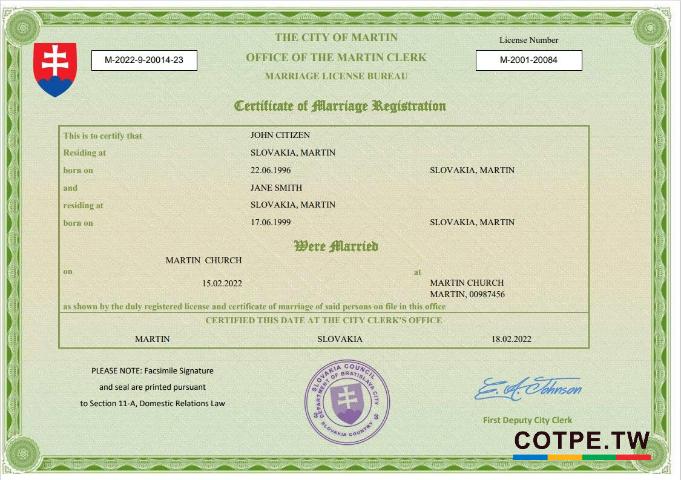 THE CITY OF MARTIN
License Number
M-2022-9-20014-23
OFFICE OF THE MARTIN CLERK
M-2001-20084
MARRIAGE LICENSE BUREAU
Certificate of Marriage Registration
This is to certify that JOHN CITIZEN
Residing at SLOVAKIA, MARTIN
born on 22.06.1996 SLOVAKIA, MARTIN
and JANE SMITH
residing at SLOVAKIA, MARTIN
born on 17.06.1999 SLOVAKIA, MARTIN
Were Married
MARTIN CHURCH
on at
15.02.2022 MARTIN CHURCH
MARTIN, 00987456
as shown by the duly registered license and certificate of marriage of said persons on file in this office
CERTIFIED THIS DATE AT THE CITY CLERK'S OFFICE
MARTIN SLOVAKIA 18.02.2022
PLEASE NOTE: Facsimile Signature
and seal are printed pursuant
to Section 11-A, Domestic Relations Law
SLOVAKIA COUNCIL
DEPARTMENT OF BRATISLAVA CITY
SLOVAKIA COUNTRY
E. A. Johnson
First Deputy City Clerk
COTPE.TW